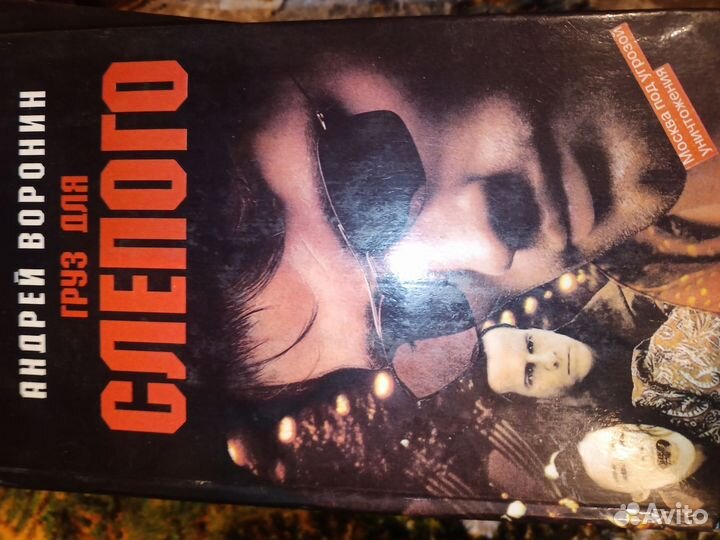 АНДРЕЙ ВОРОНИН
ГРУЗ ДЛЯ
СЛЕПОГО
Москва под угрозой
уничтожения
Avito